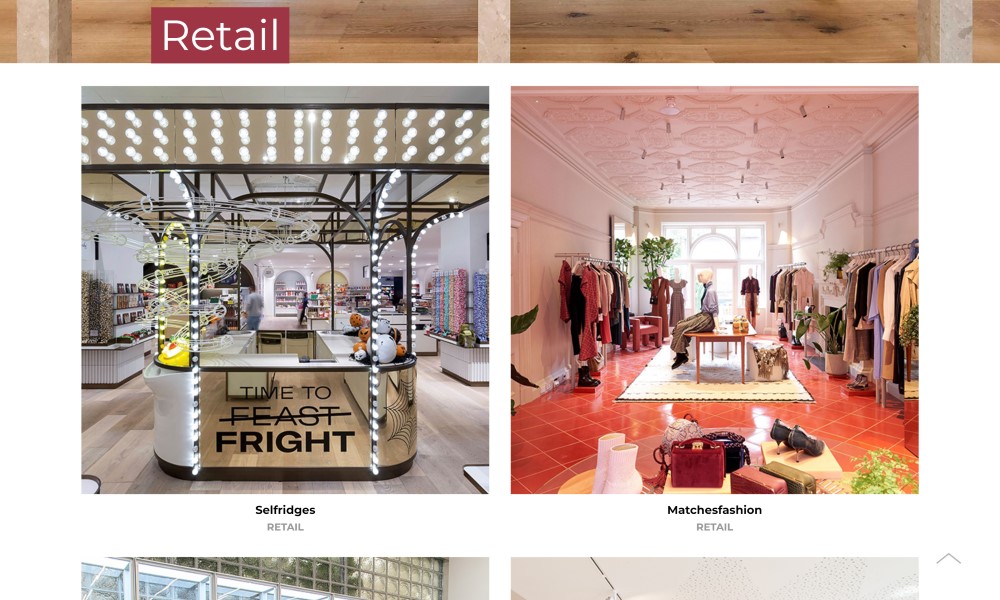 Retail
TIME TO
FEAST
FRIGHT
Selfridges
RETAIL
Matchesfashion
RETAIL